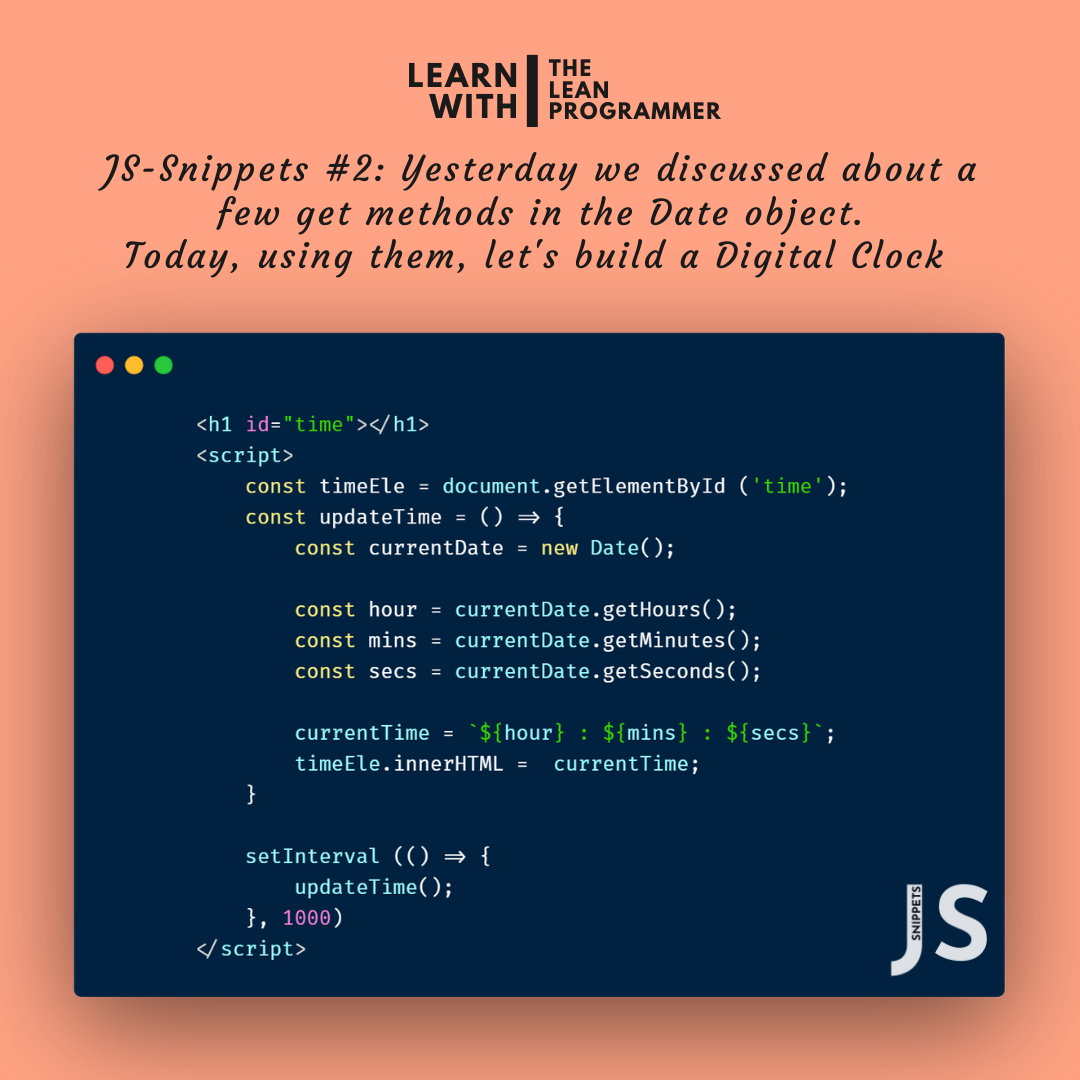 LEARN
WITH
THE
LEAN
PROGRAMMER
JS-Snippets #2: Yesterday we discussed about a
few get methods in the Date object.
Today, using them, let's build a Digital Clock
<h1 id="time"></h1>
<script>
    const timeEle = document.getElementById ('time');
    const updateTime = () => {
        const currentDate = new Date();
        const hour = currentDate.getHours();
        const mins = currentDate.getMinutes();
        const secs = currentDate.getSeconds();
        currentTime = `${hour} : ${mins} : ${secs}`;
        timeEle.innerHTML =  currentTime;
    }
    setInterval (() => {
        updateTime();
    }, 1000)
</script>
JS
SNIPPETS